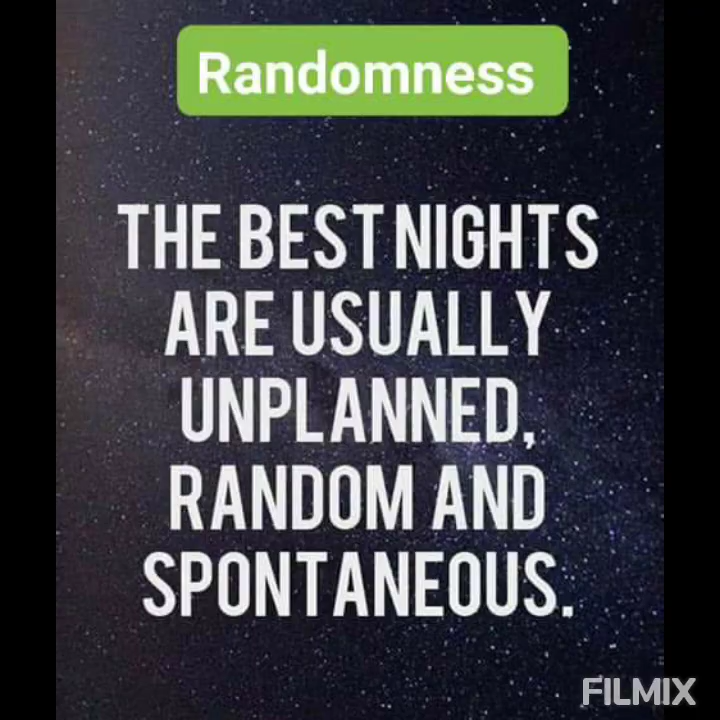 Randomness
THE BEST NIGHTS
ARE USUALLY
UNPLANNED,
RANDOM AND
SPONTANEOUS.
FILMIX